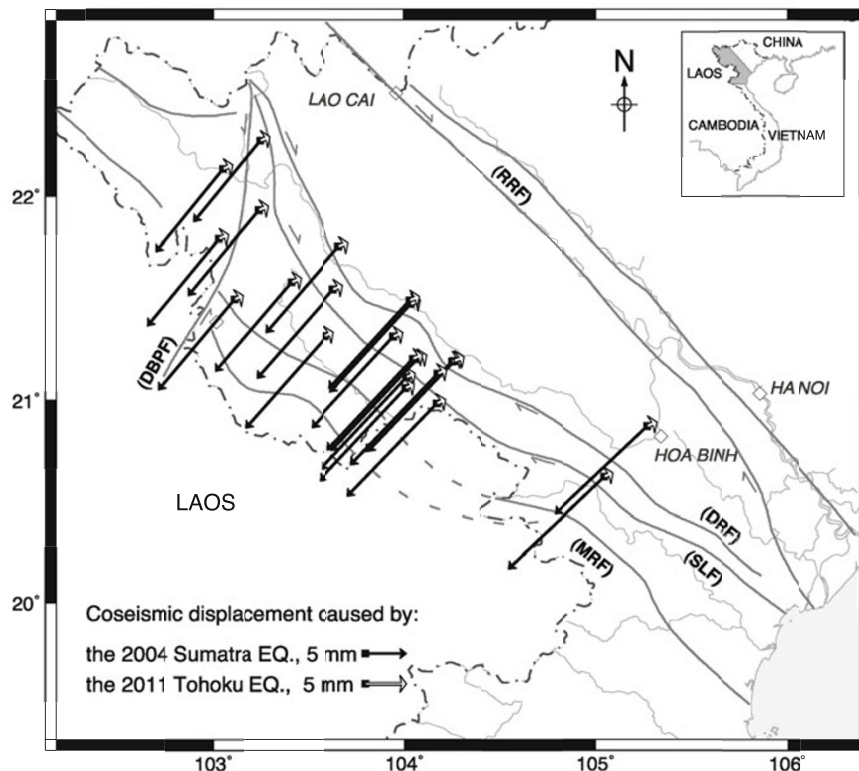 CHINA
LAOS
CAMBODIA
VIETNAM
N
LAO CAI
(RRF)
22°
(DBPF)
21°
HA NOI
HOA BINH
LAOS
(DRF)
(SLF)
(MRF)
20°
Coseismic displacement caused by:
the 2004 Sumatra EQ., 5 mm
the 2011 Tohoku EQ., 5 mm
103° 104° 105° 106°